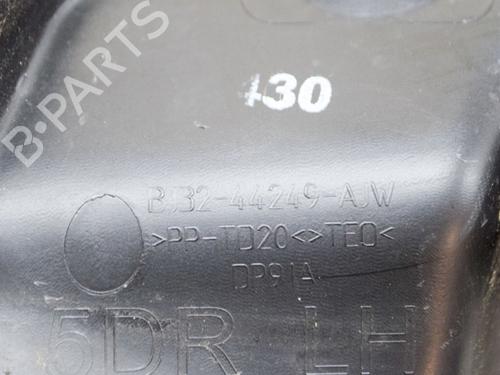 B-PARTS
430
BJ32-44249-AJW
>PP-TD20<>TEO<
DP91A
5DR LH